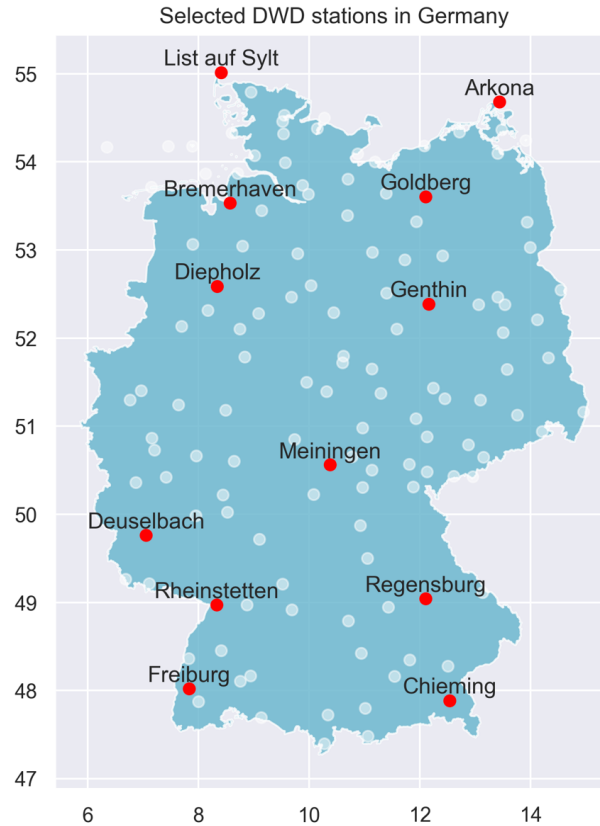 Selected DWD stations in Germany
List auf Sylt
55
Arkona
54
Bremerhaven
Goldberg
53
Diepholz
Genthin
52
51
Meiningen
50
Deuselbach
Rheinstetten
Regensburg
49
Freiburg
Chieming
48
47
6 8 10 12 14